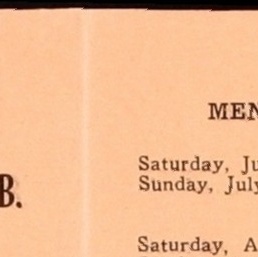 MEN
B.
Saturday, Ju
Sunday, July
Saturday, A